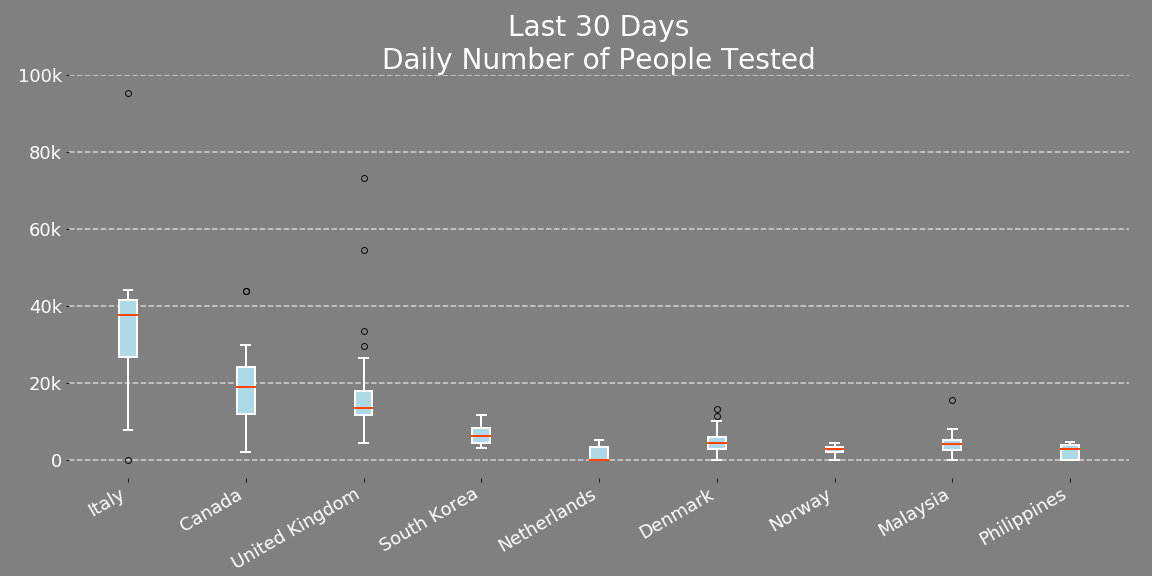 Last 30 Days
Daily Number of People Tested
100k
80k
60k
40k
20k
0
Italy
Canada
United Kingdom
South Korea
Netherlands
Denmark
Norway
Malaysia
Philippines